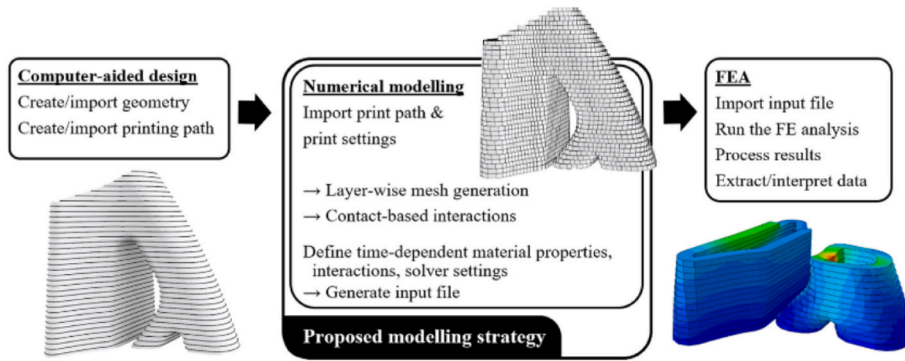 Computer-aided design
Create/import geometry
Create/import printing path
Numerical modelling
Import print path &
print settings
→ Layer-wise mesh generation
→ Contact-based interactions
Define time-dependent material properties,
interactions, solver settings
→ Generate input file
Proposed modelling strategy
FEA
Import input file
Run the FE analysis
Process results
Extract/interpret data